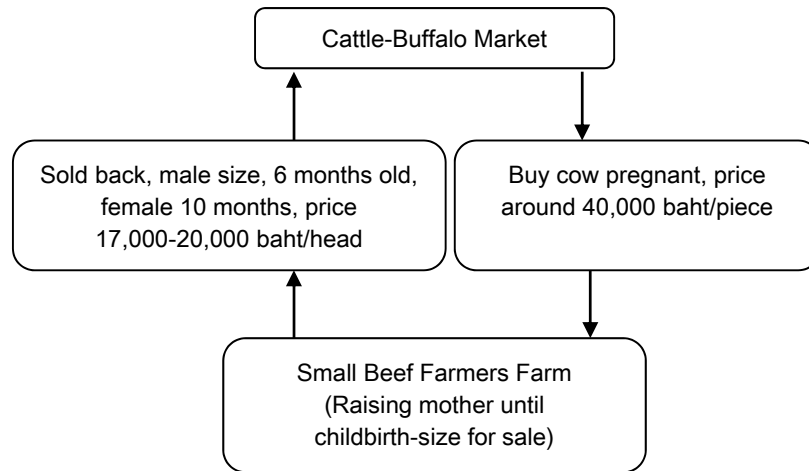 Cattle-Buffalo Market
Sold back, male size, 6 months old,
female 10 months, price
17,000-20,000 baht/head
Buy cow pregnant, price
around 40,000 baht/piece
Small Beef Farmers Farm
(Raising mother until
childbirth-size for sale)